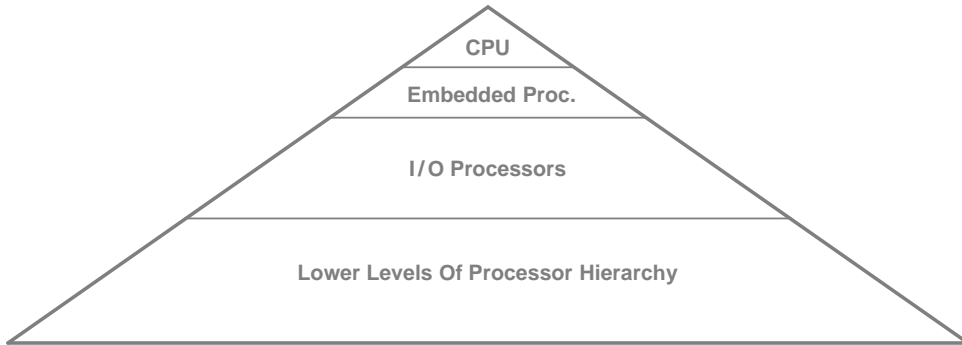 CPU
Embedded Proc.
I/O Processors
Lower Levels Of Processor Hierarchy